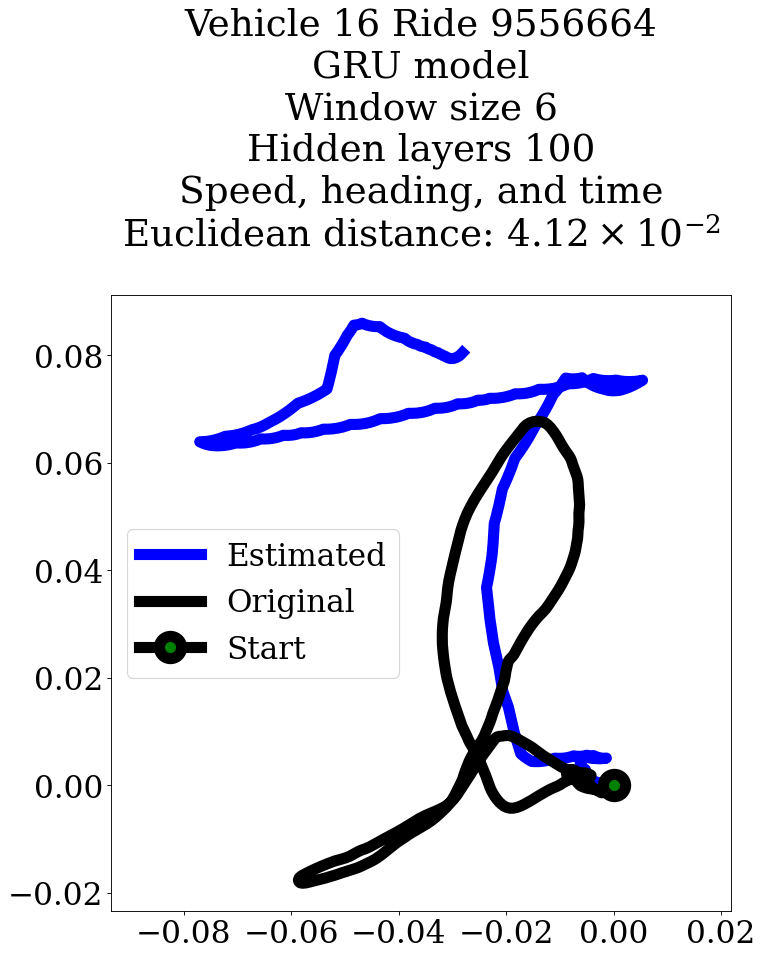 Vehicle 16 Ride 9556664
GRU model
Window size 6
Hidden layers 100
Speed, heading, and time
Euclidean distance: 4.12 × 10⁻²
0.08
0.06
0.04
0.02
0.00
−0.02
Estimated
Original
Start
−0.08 −0.06 −0.04 −0.02 0.00 0.02